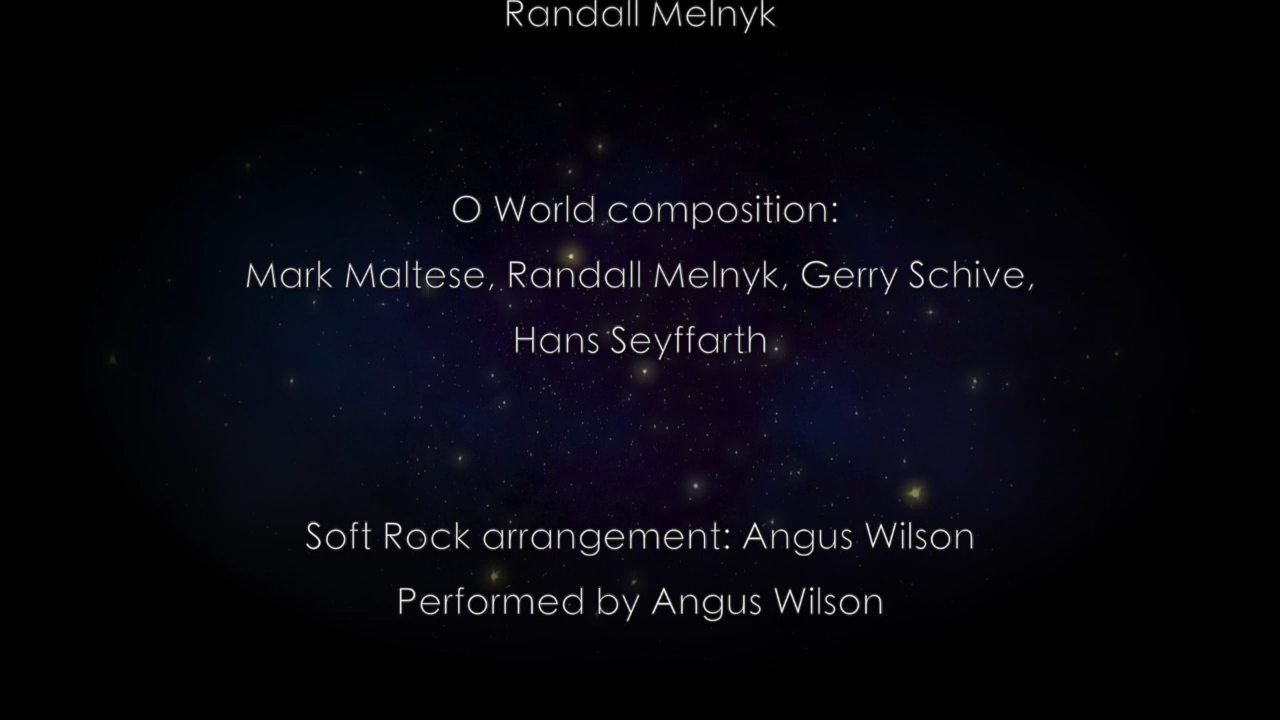 Randall Melnyk
O World composition:
Mark Maltese, Randall Melnyk, Gerry Schive,
Hans Seyffarth
Soft Rock arrangement: Angus Wilson
Performed by Angus Wilson